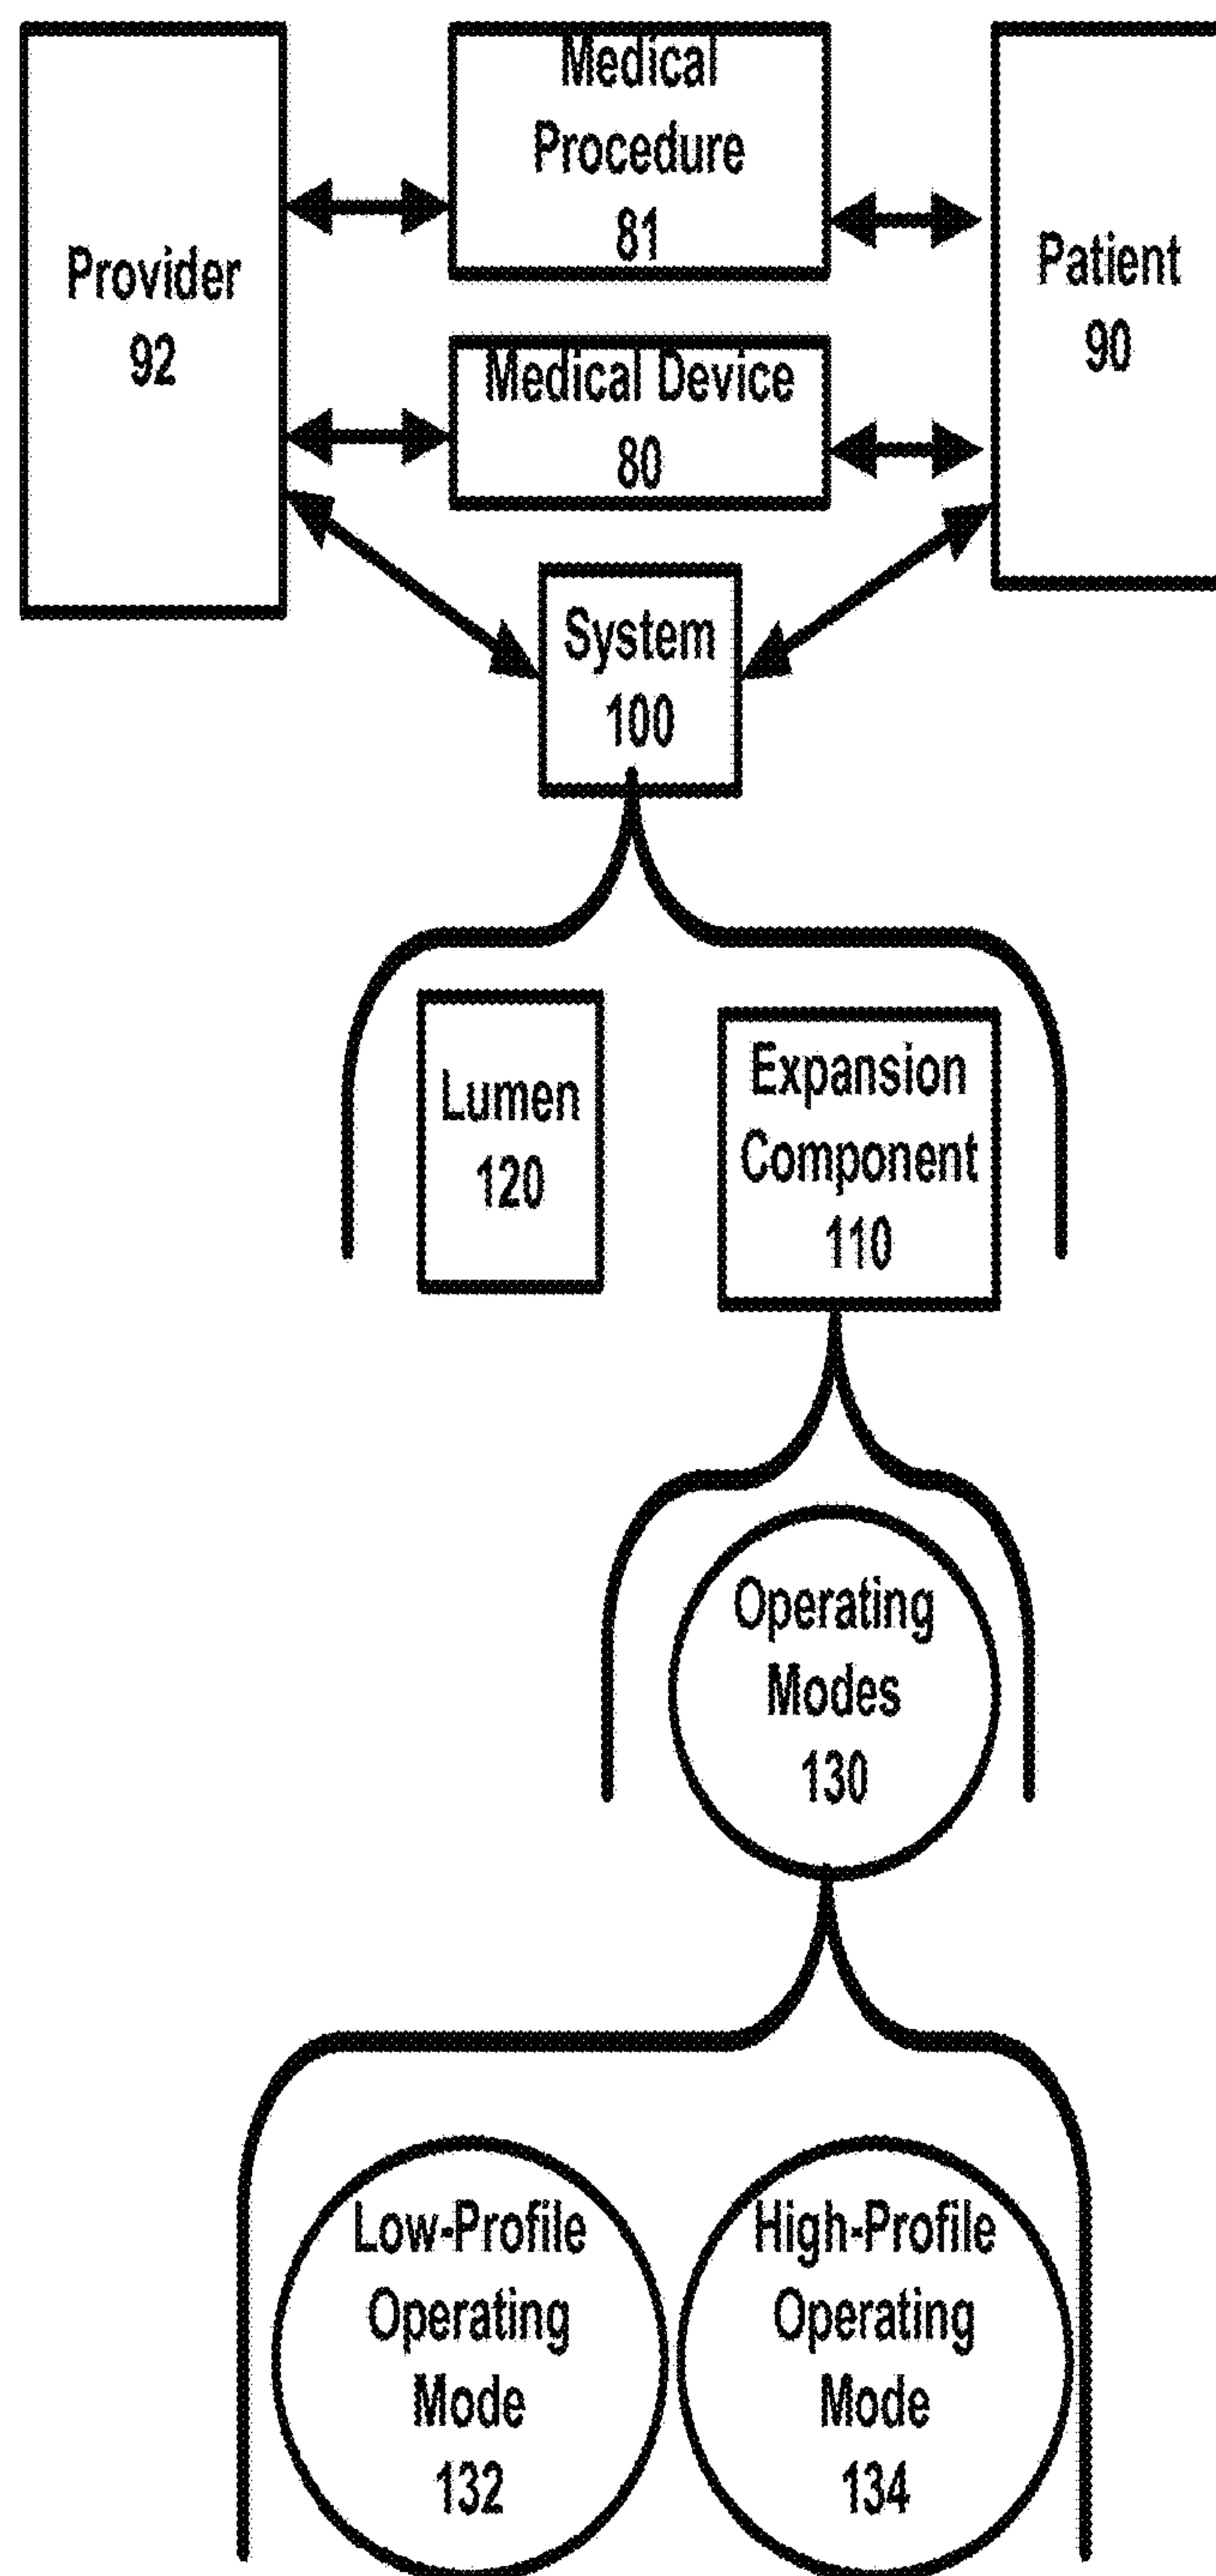 Medical
Procedure
81
Provider
92
Patient
90
Medical Device
80
System
100
Lumen
120
Expansion
Component
110
Operating
Modes
130
Low-Profile
Operating
Mode
132
High-Profile
Operating
Mode
134